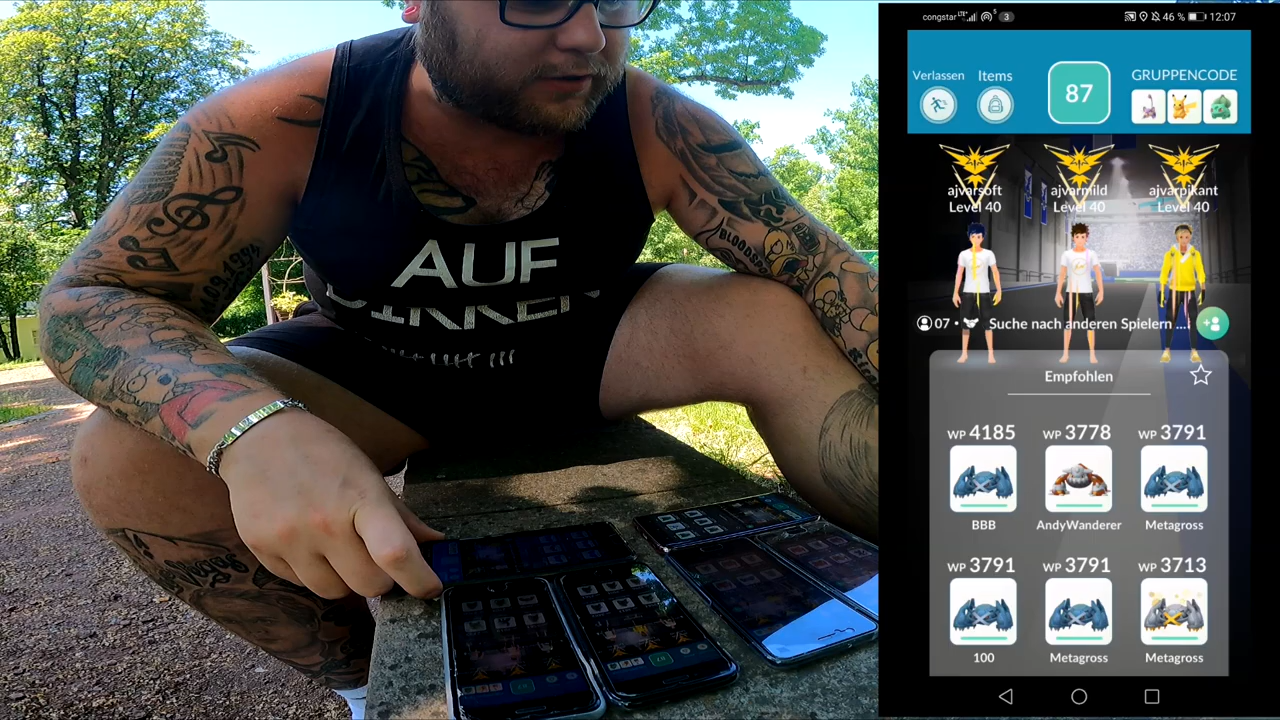 AUF
BLOODSPO
congstar
3
46 %
12:07
Verlassen
Items
87
GRUPPENCODE
ajvarsoft
Level 40
ajvarmild
Level 40
ajvarpikant
Level 40
07 •
Suche nach anderen Spielern ...
Empfohlen
WP 4185
WP 3778
WP 3791
BBB
AndyWanderer
Metagross
WP 3791
WP 3791
WP 3713
100
Metagross
Metagross